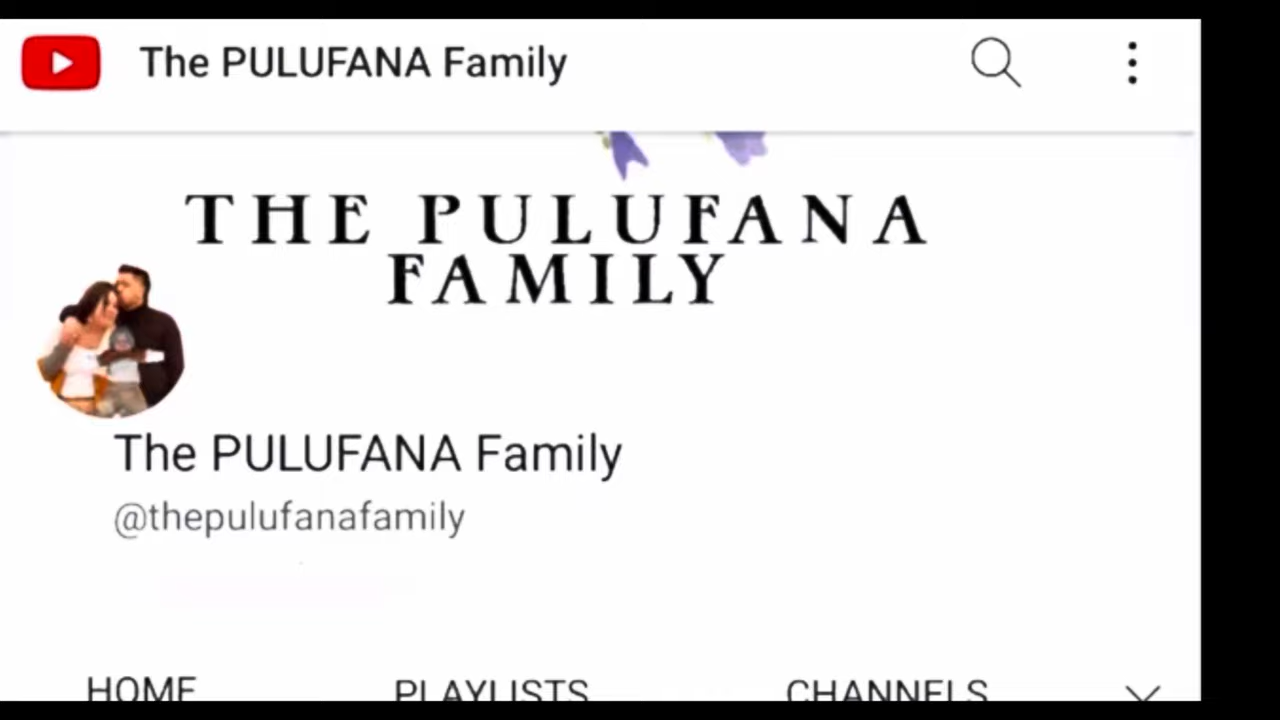 The PULUFANA Family
THE PULUFANA
FAMILY
The PULUFANA Family
@thepulufanafamily
HOME PLAYLISTS CHANNELS